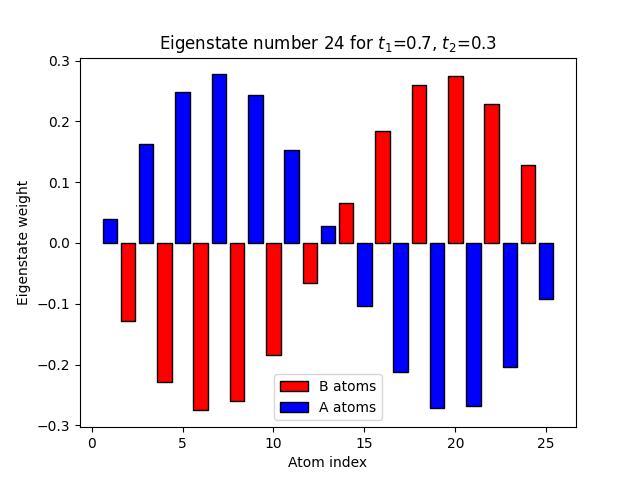 Eigenstate number 24 for t₁=0.7, t₂=0.3
Eigenstate weight
0.3
0.2
0.1
0.0
−0.1
−0.2
−0.3
B atoms
A atoms
0 5 10 15 20 25
Atom index